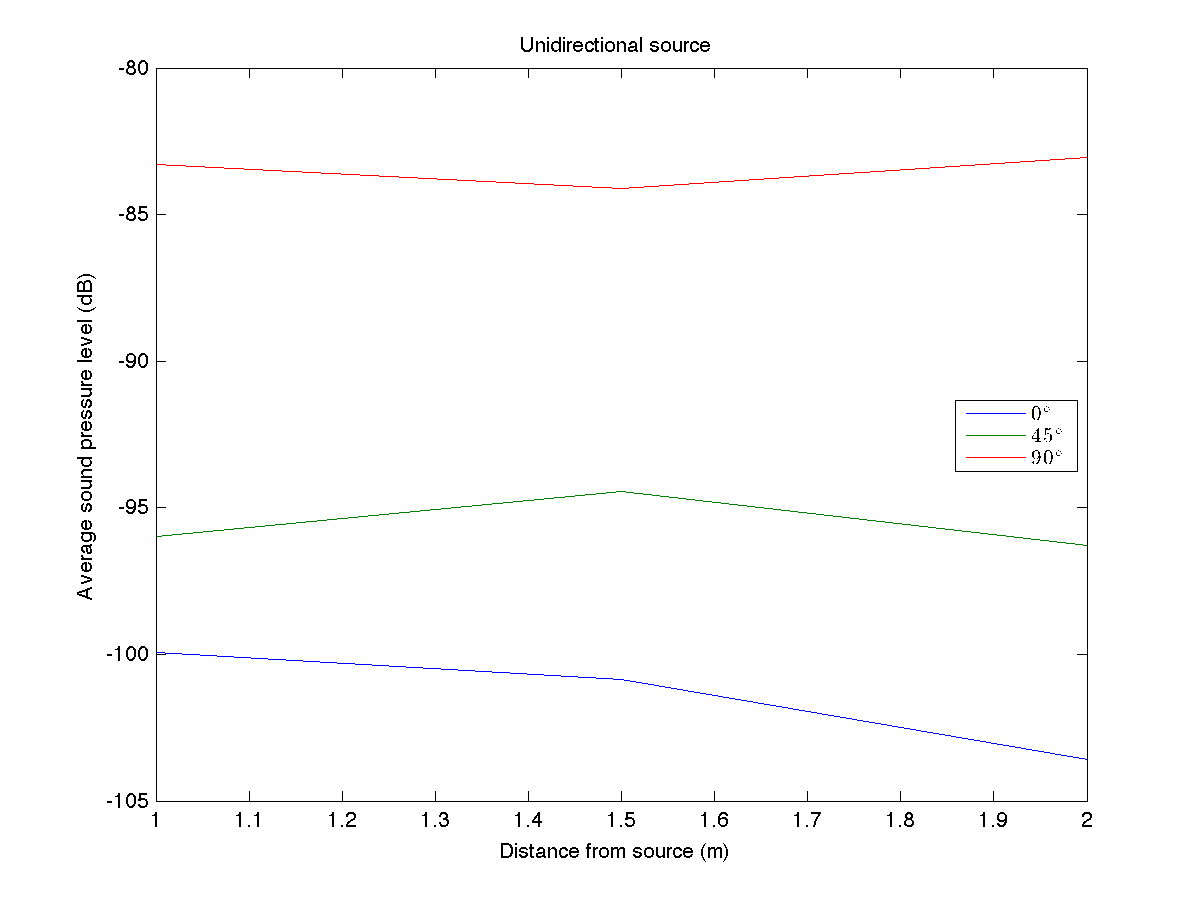 Unidirectional source
-80
-85
-90
-95
-100
-105
Average sound pressure level (dB)
0°
45°
90°
1 1.1 1.2 1.3 1.4 1.5 1.6 1.7 1.8 1.9 2
Distance from source (m)